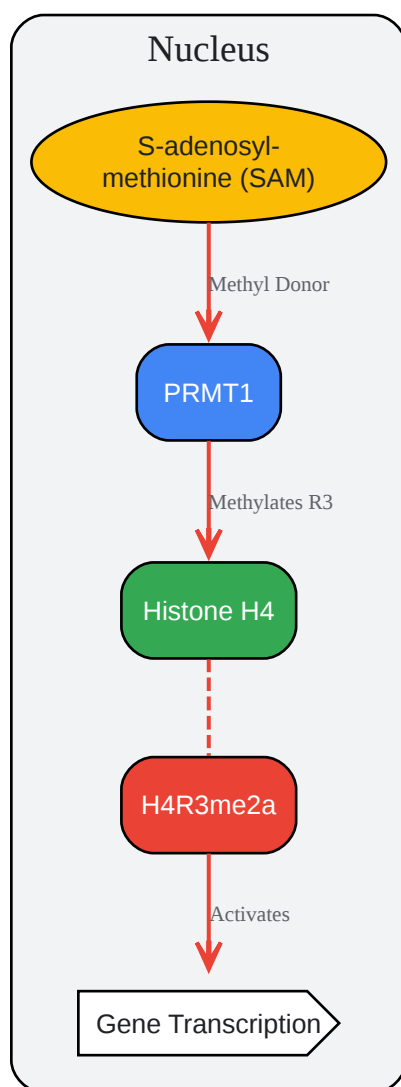 Nucleus
S-adenosyl-
methionine (SAM)
Methyl Donor
PRMT1
Methylates R3
Histone H4
H4R3me2a
Activates
Gene Transcription